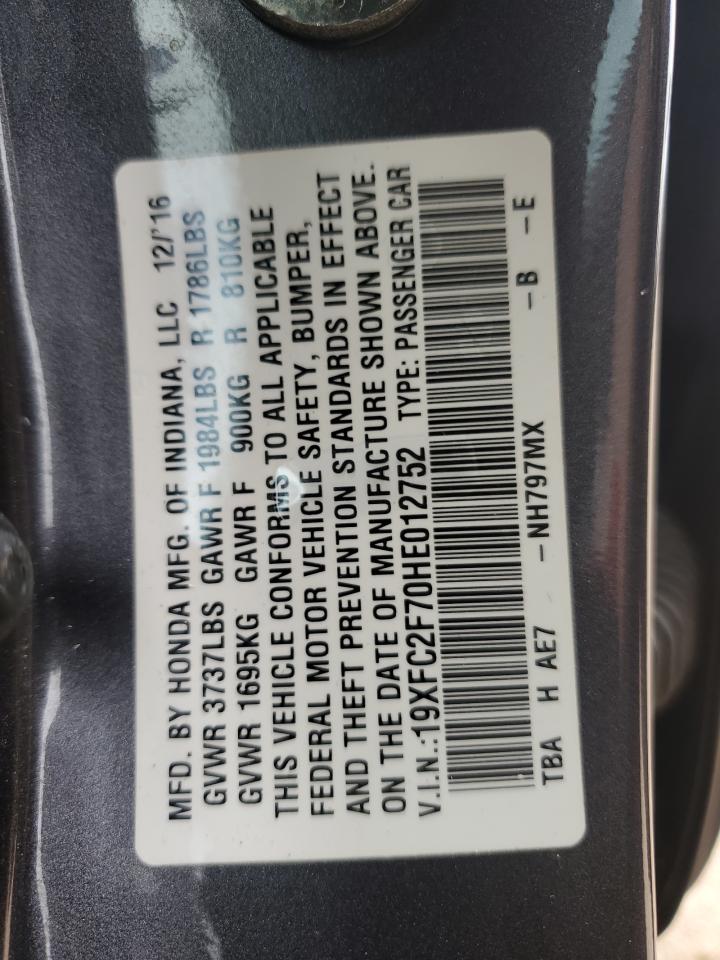 MFD. BY HONDA MFG. OF INDIANA, LLC 12/'16
GVWR 3737LBS GAWR F 1984LBS R 1786LBS
GVWR 1695KG GAWR F 900KG R 810KG
THIS VEHICLE CONFORMS TO ALL APPLICABLE
FEDERAL MOTOR VEHICLE SAFETY, BUMPER,
AND THEFT PREVENTION STANDARDS IN EFFECT
ON THE DATE OF MANUFACTURE SHOWN ABOVE.
V.I.N.:19XFC2F70HE012752 TYPE: PASSENGER CAR
TBA H AE7 -NH797MX -B -E